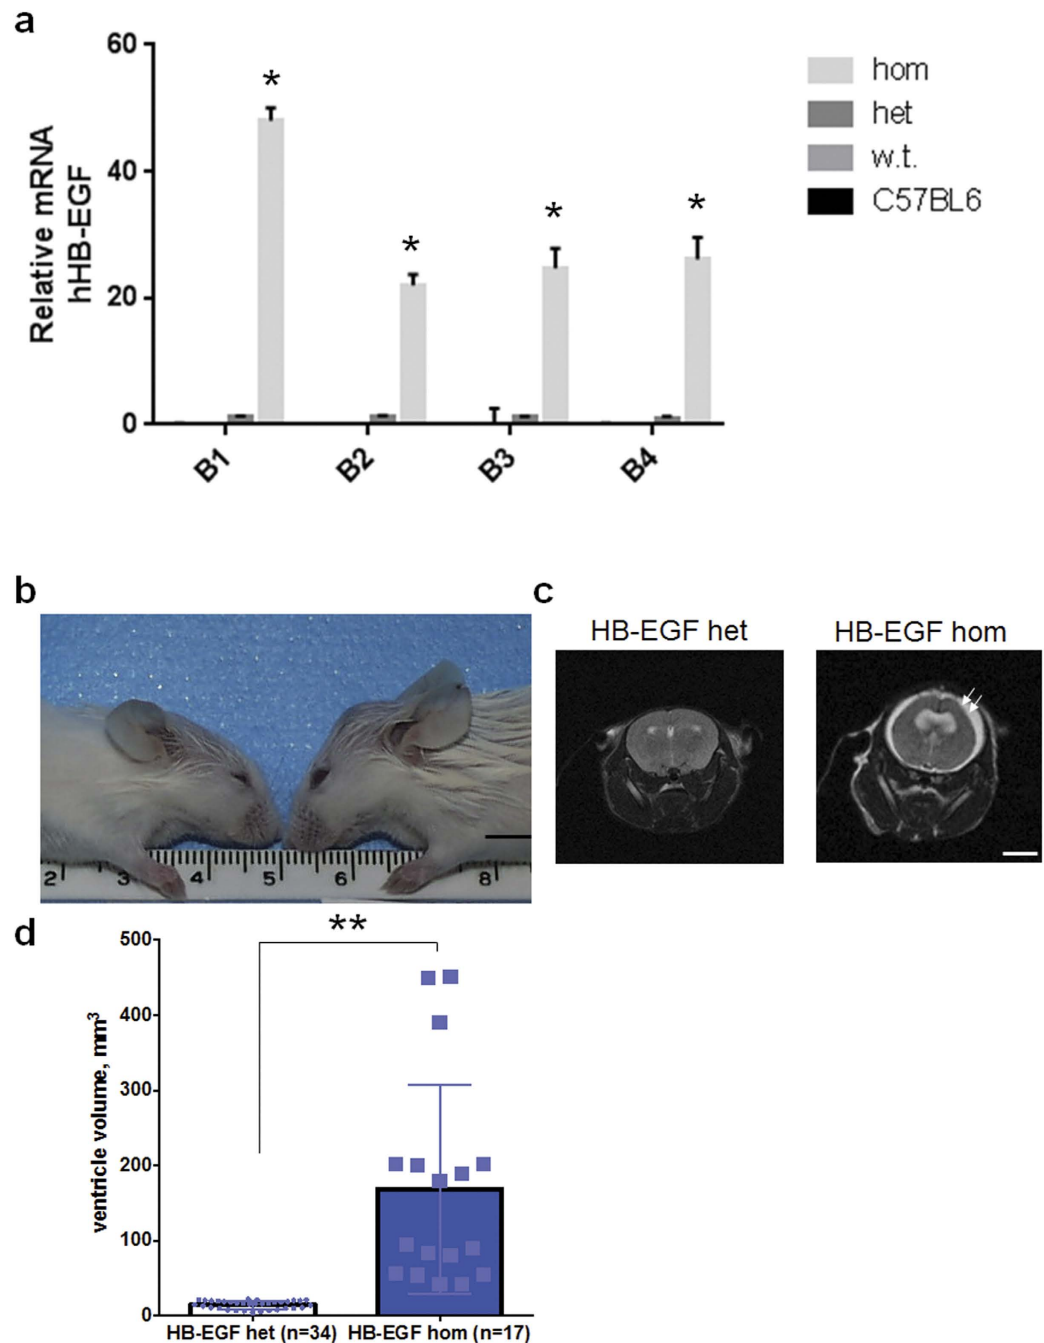 a
60
40
20
0
Relative mRNA
hHB-EGF
*
*
*
*
B1
B2
B3
B4
hom
het
w.t.
C57BL6
b
2 3 4 5 6 8
c
HB-EGF het
HB-EGF hom
d
**
500
400
300
200
100
0
ventricle volume, mm³
HB-EGF het (n=34) HB-EGF hom (n=17)